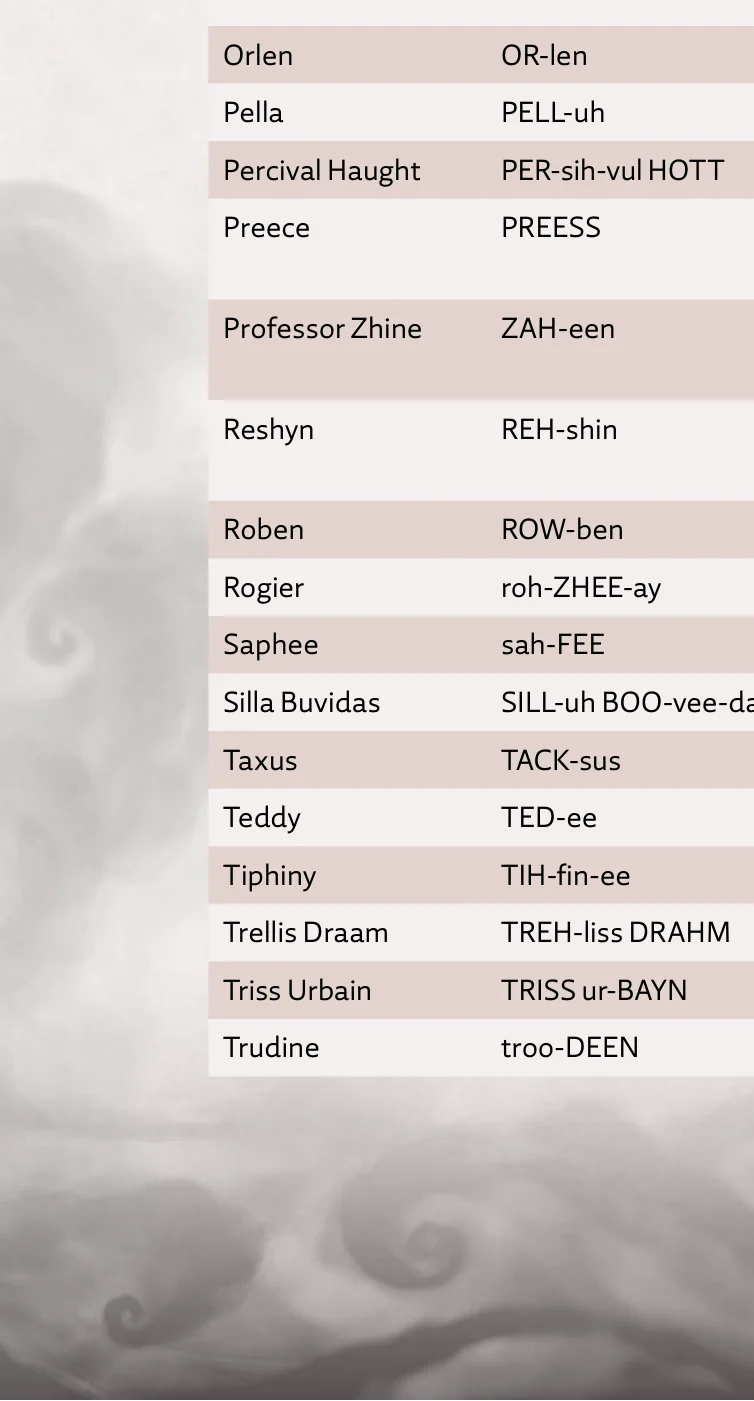 Orlen OR-len
Pella PELL-uh
Percival Haught PER-sih-vul HOTT
Preece PREESS
Professor Zhine ZAH-een
Reshyn REH-shin
Roben ROW-ben
Rogier roh-ZHEE-ay
Saphee sah-FEE
Silla Buvidas SILL-uh BOO-vee-da
Taxus TACK-sus
Teddy TED-ee
Tiphiny TIH-fin-ee
Trellis Draam TREH-liss DRAHM
Triss Urbain TRISS ur-BAYN
Trudine troo-DEEN